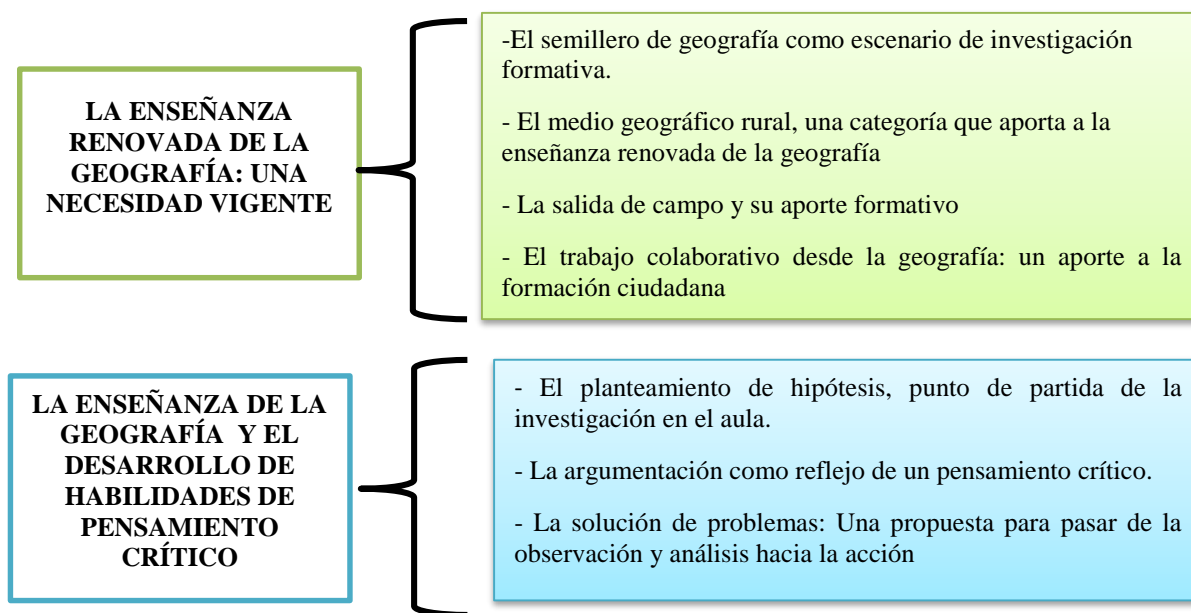 LA ENSEÑANZA
RENOVADA DE LA
GEOGRAFÍA: UNA
NECESIDAD VIGENTE
-El semillero de geografía como escenario de investigación
formativa.
- El medio geográfico rural, una categoría que aporta a la
enseñanza renovada de la geografía
- La salida de campo y su aporte formativo
- El trabajo colaborativo desde la geografía: un aporte a la
formación ciudadana
LA ENSEÑANZA DE LA
GEOGRAFÍA Y EL
DESARROLLO DE
HABILIDADES DE
PENSAMIENTO
CRÍTICO
- El planteamiento de hipótesis, punto de partida de la
investigación en el aula.
- La argumentación como reflejo de un pensamiento crítico.
- La solución de problemas: Una propuesta para pasar de la
observación y análisis hacia la acción